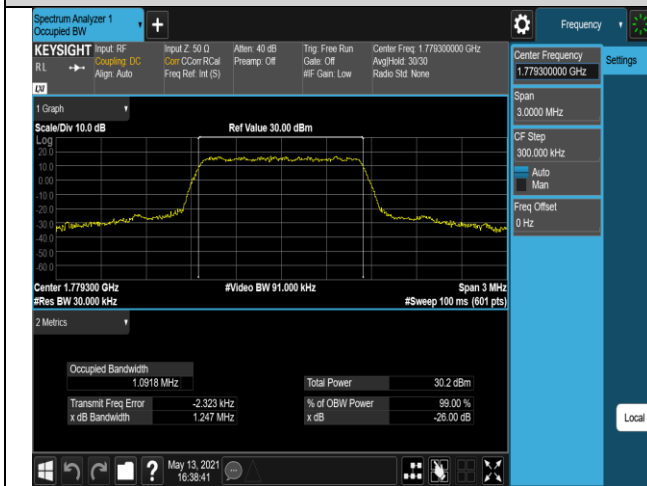 Spectrum Analyzer 1
Occupied BW
Frequency
KEYSIGHT
Input: RF
Input Z: 50 Ω
Atten: 40 dB
Trig: Free Run
Center Freq: 1.779300000 GHz
RL
Coupling: DC
Corr CCorr RCal
Preamp: Off
Gate: Off
Avg|Hold: 30/30
Align: Auto
Freq Ref: Int (S)
#IF Gain: Low
Radio Std: None
LXI
1 Graph
Scale/Div 10.0 dB
Ref Value 30.00 dBm
Log
20.0
10.0
0.00
-10.0
-20.0
-30.0
-40.0
-50.0
-60.0
Center 1.779300 GHz
#Video BW 91.000 kHz
Span 3 MHz
#Res BW 30.000 kHz
#Sweep 100 ms (601 pts)
2 Metrics
Occupied Bandwidth
1.0918 MHz
Total Power
30.2 dBm
Transmit Freq Error
-2.323 kHz
% of OBW Power
99.00 %
x dB Bandwidth
1.247 MHz
x dB
-26.00 dB
May 13, 2021
16:38:41
Center Frequency
1.779300000 GHz
Settings
Span
3.0000 MHz
CF Step
300.000 kHz
Auto
Man
Freq Offset
0 Hz
Local